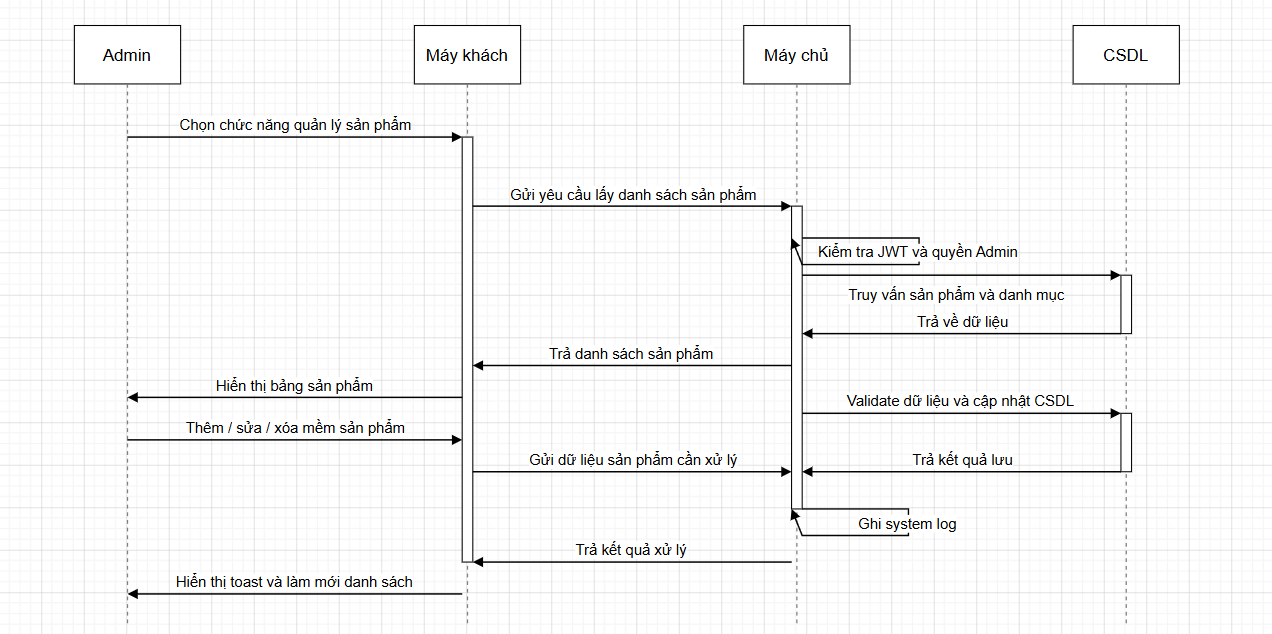 Admin
Máy khách
Máy chủ
CSDL
Chọn chức năng quản lý sản phẩm
Gửi yêu cầu lấy danh sách sản phẩm
Kiểm tra JWT và quyền Admin
Truy vấn sản phẩm và danh mục
Trả về dữ liệu
Trả danh sách sản phẩm
Hiển thị bảng sản phẩm
Validate dữ liệu và cập nhật CSDL
Thêm / sửa / xóa mềm sản phẩm
Gửi dữ liệu sản phẩm cần xử lý
Trả kết quả lưu
Ghi system log
Trả kết quả xử lý
Hiển thị toast và làm mới danh sách